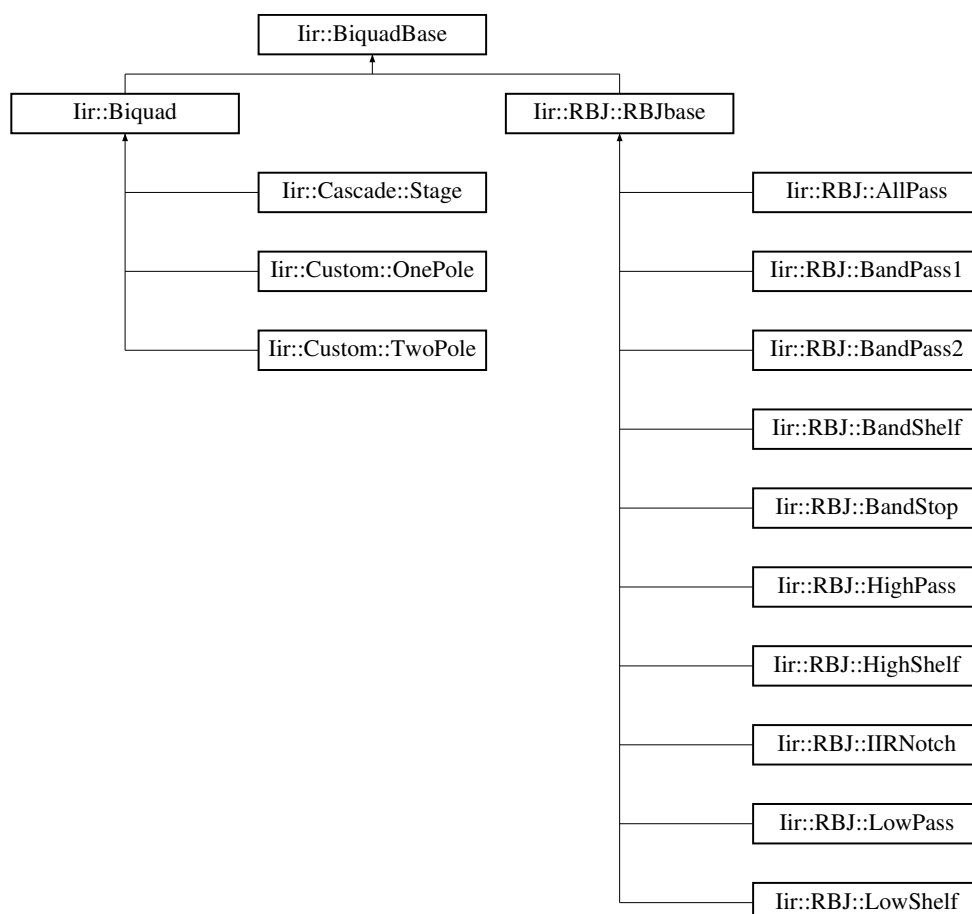 Iir::BiquadBase
Iir::Biquad
Iir::RBJ::RBJbase
Iir::Cascade::Stage
Iir::RBJ::AllPass
Iir::Custom::OnePole
Iir::RBJ::BandPass1
Iir::Custom::TwoPole
Iir::RBJ::BandPass2
Iir::RBJ::BandShelf
Iir::RBJ::BandStop
Iir::RBJ::HighPass
Iir::RBJ::HighShelf
Iir::RBJ::IIRNotch
Iir::RBJ::LowPass
Iir::RBJ::LowShelf